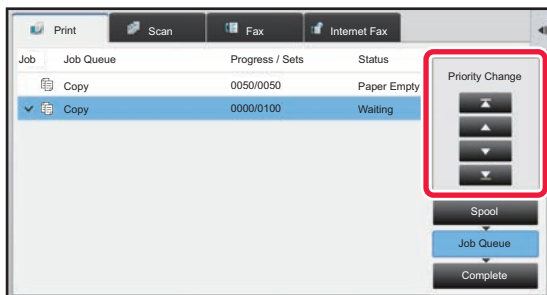 Print Scan Fax Internet Fax
Job Job Queue Progress / Sets Status
Copy 0050/0050 Paper Empty
Copy 0000/0100 Waiting
Priority Change
Spool
Job Queue
Complete